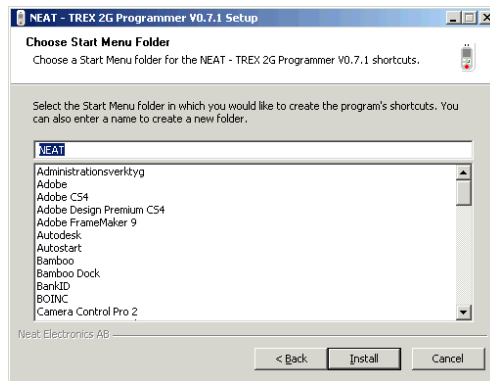 NEAT - TREX 2G Programmer V0.7.1 Setup
Choose Start Menu Folder
Choose a Start Menu folder for the NEAT - TREX 2G Programmer V0.7.1 shortcuts.
Select the Start Menu folder in which you would like to create the program's shortcuts. You
can also enter a name to create a new folder.
NEAT
Administrationsverktyg
Adobe
Adobe CS4
Adobe Design Premium CS4
Adobe FrameMaker 9
Autodesk
Autostart
Bamboo
Bamboo Dock
BankID
BOINC
Camera Control Pro 2
Neat Electronics AB
< Back Install Cancel